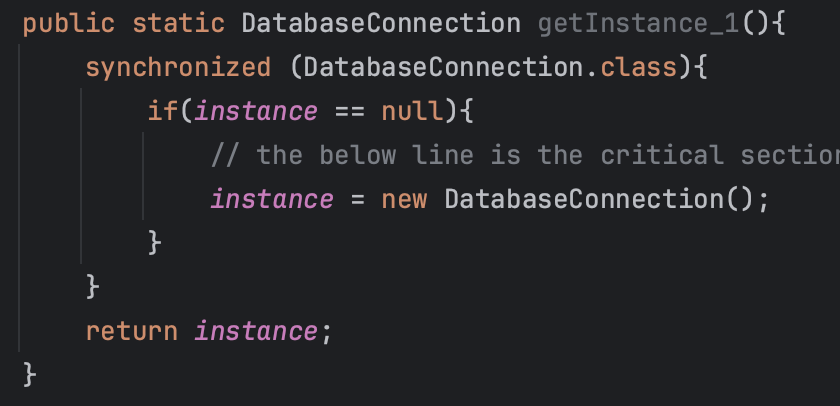 public static DatabaseConnection getInstance_1(){
synchronized (DatabaseConnection.class){
if(instance == null){
// the below line is the critical section
instance = new DatabaseConnection();
}
}
return instance;
}